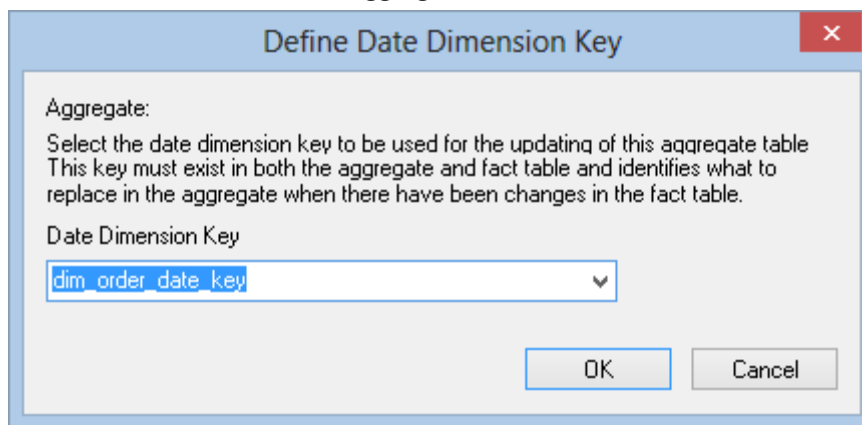 Define Date Dimension Key
Aggregate:
Select the date dimension key to be used for the updating of this aggregate table
This key must exist in both the aggregate and fact table and identifies what to
replace in the aggregate when there have been changes in the fact table.
Date Dimension Key
dim_order_date_key
OK Cancel